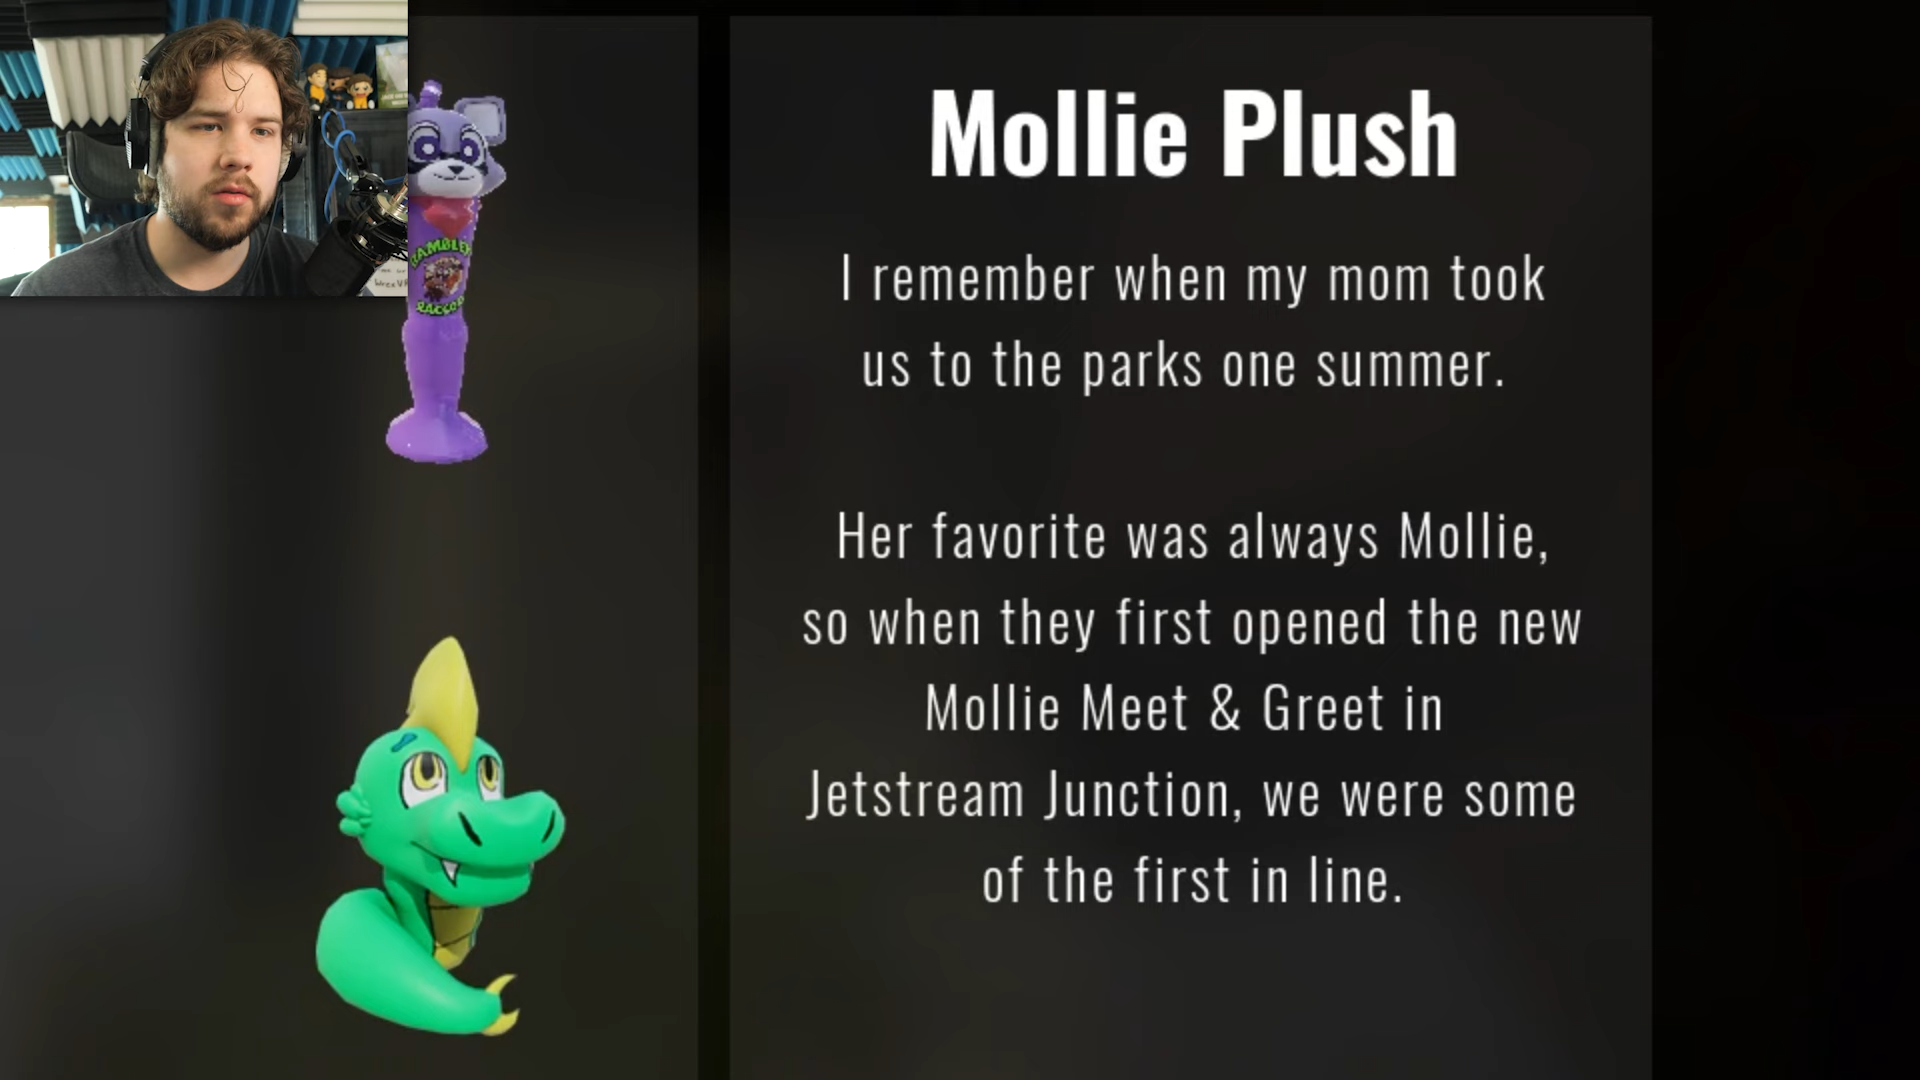 Mollie Plush
I remember when my mom took
us to the parks one summer.
Her favorite was always Mollie,
so when they first opened the new
Mollie Meet & Greet in
Jetstream Junction, we were some
of the first in line.